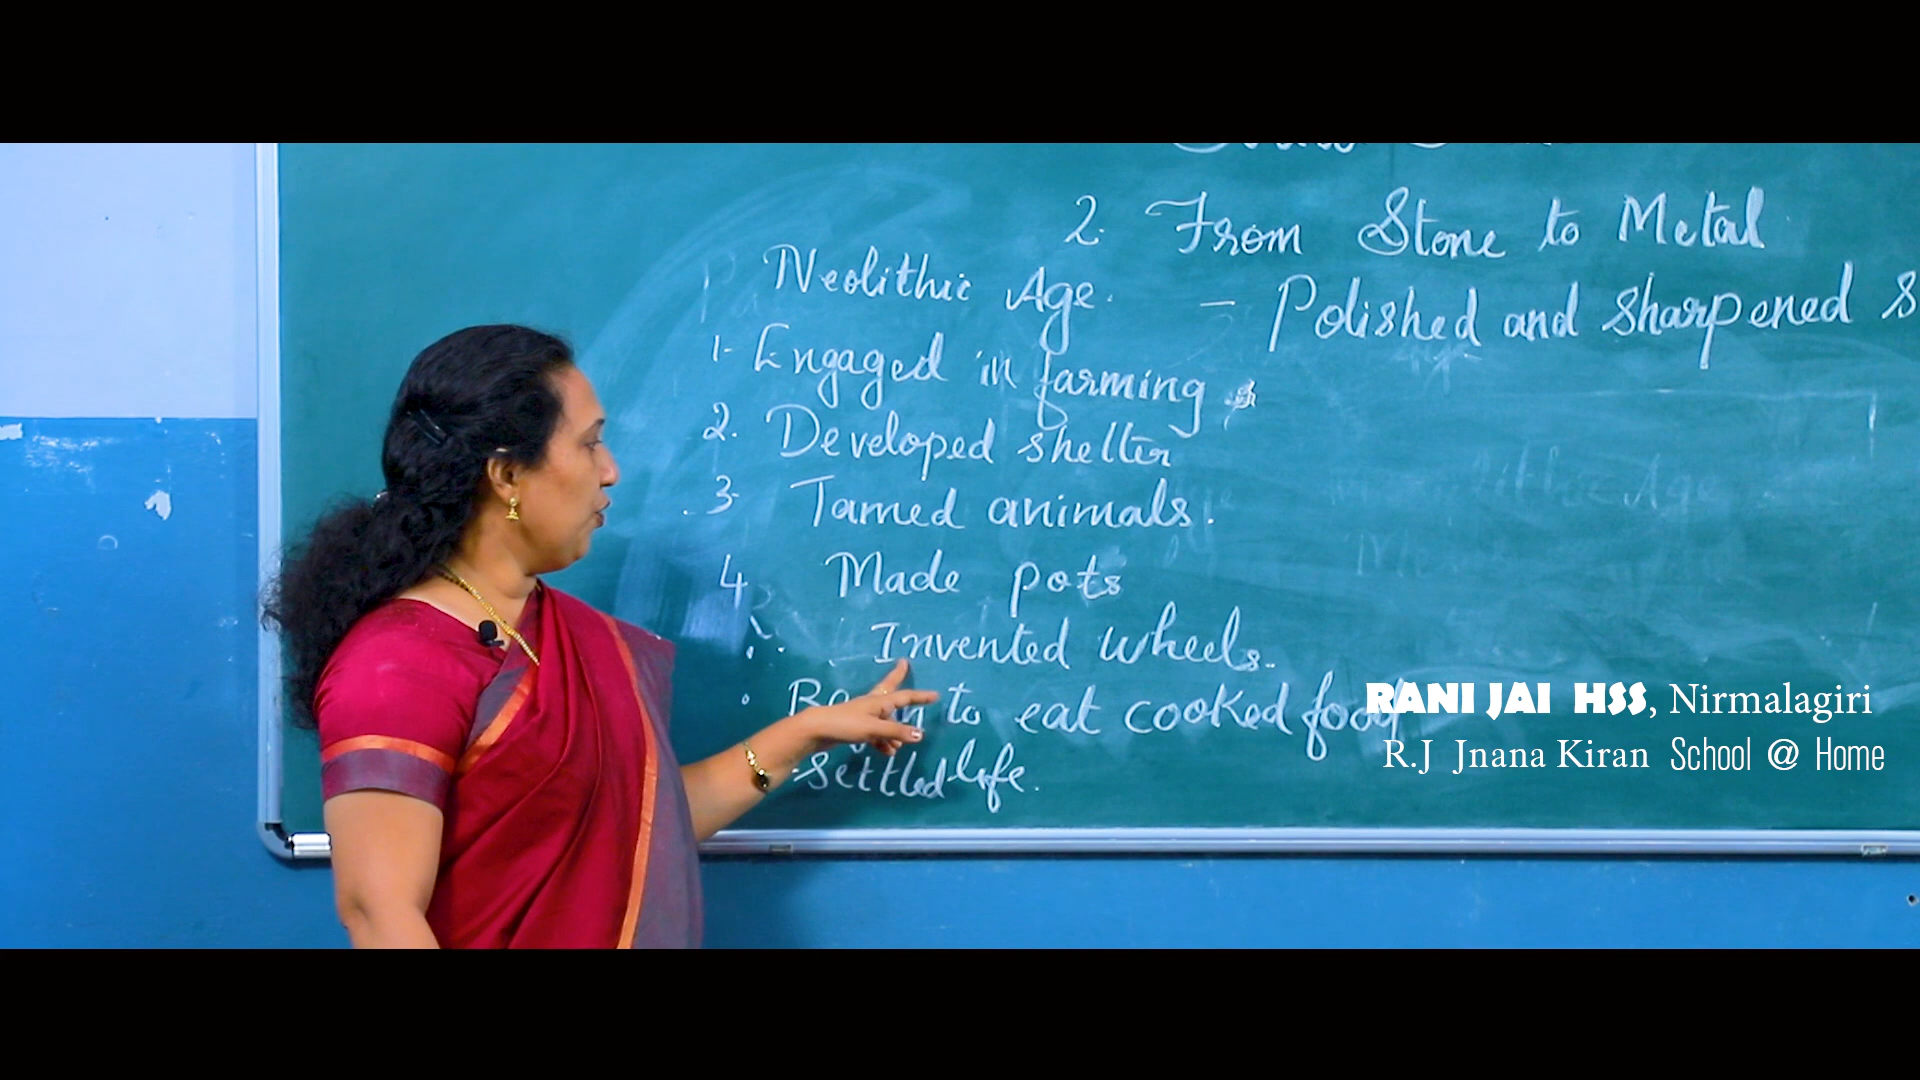 2. From Stone to Metal
Neolithic Age. - Polished and sharpened
1- Engaged in farming
2. Developed shelter
3- Tamed animals.
4 Made pots
Invented wheels.
to eat cooked food
Settled life.
RANI JAI HSS, Nirmalagiri
R.J Jnana Kiran School @ Home